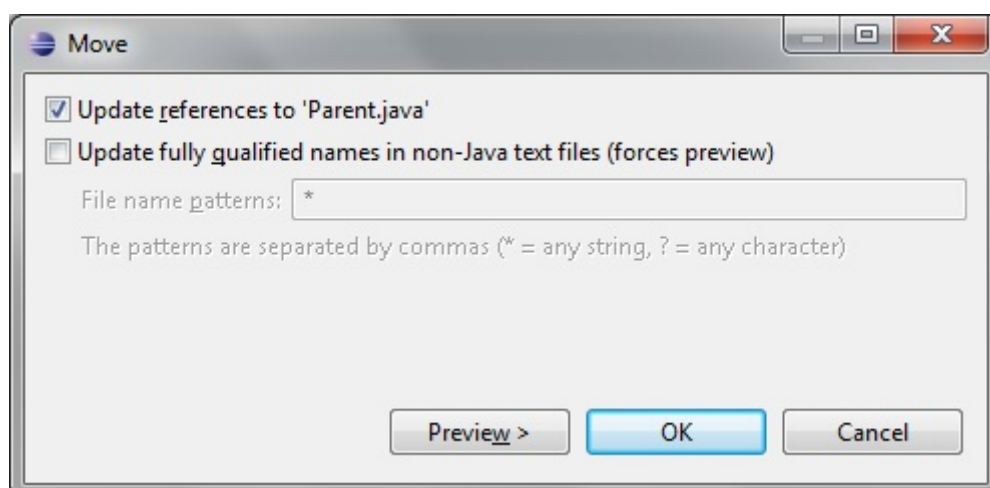 Move
Update references to 'Parent.java'
Update fully qualified names in non-Java text files (forces preview)
File name patterns: *
The patterns are separated by commas (* = any string, ? = any character)
Preview > OK Cancel